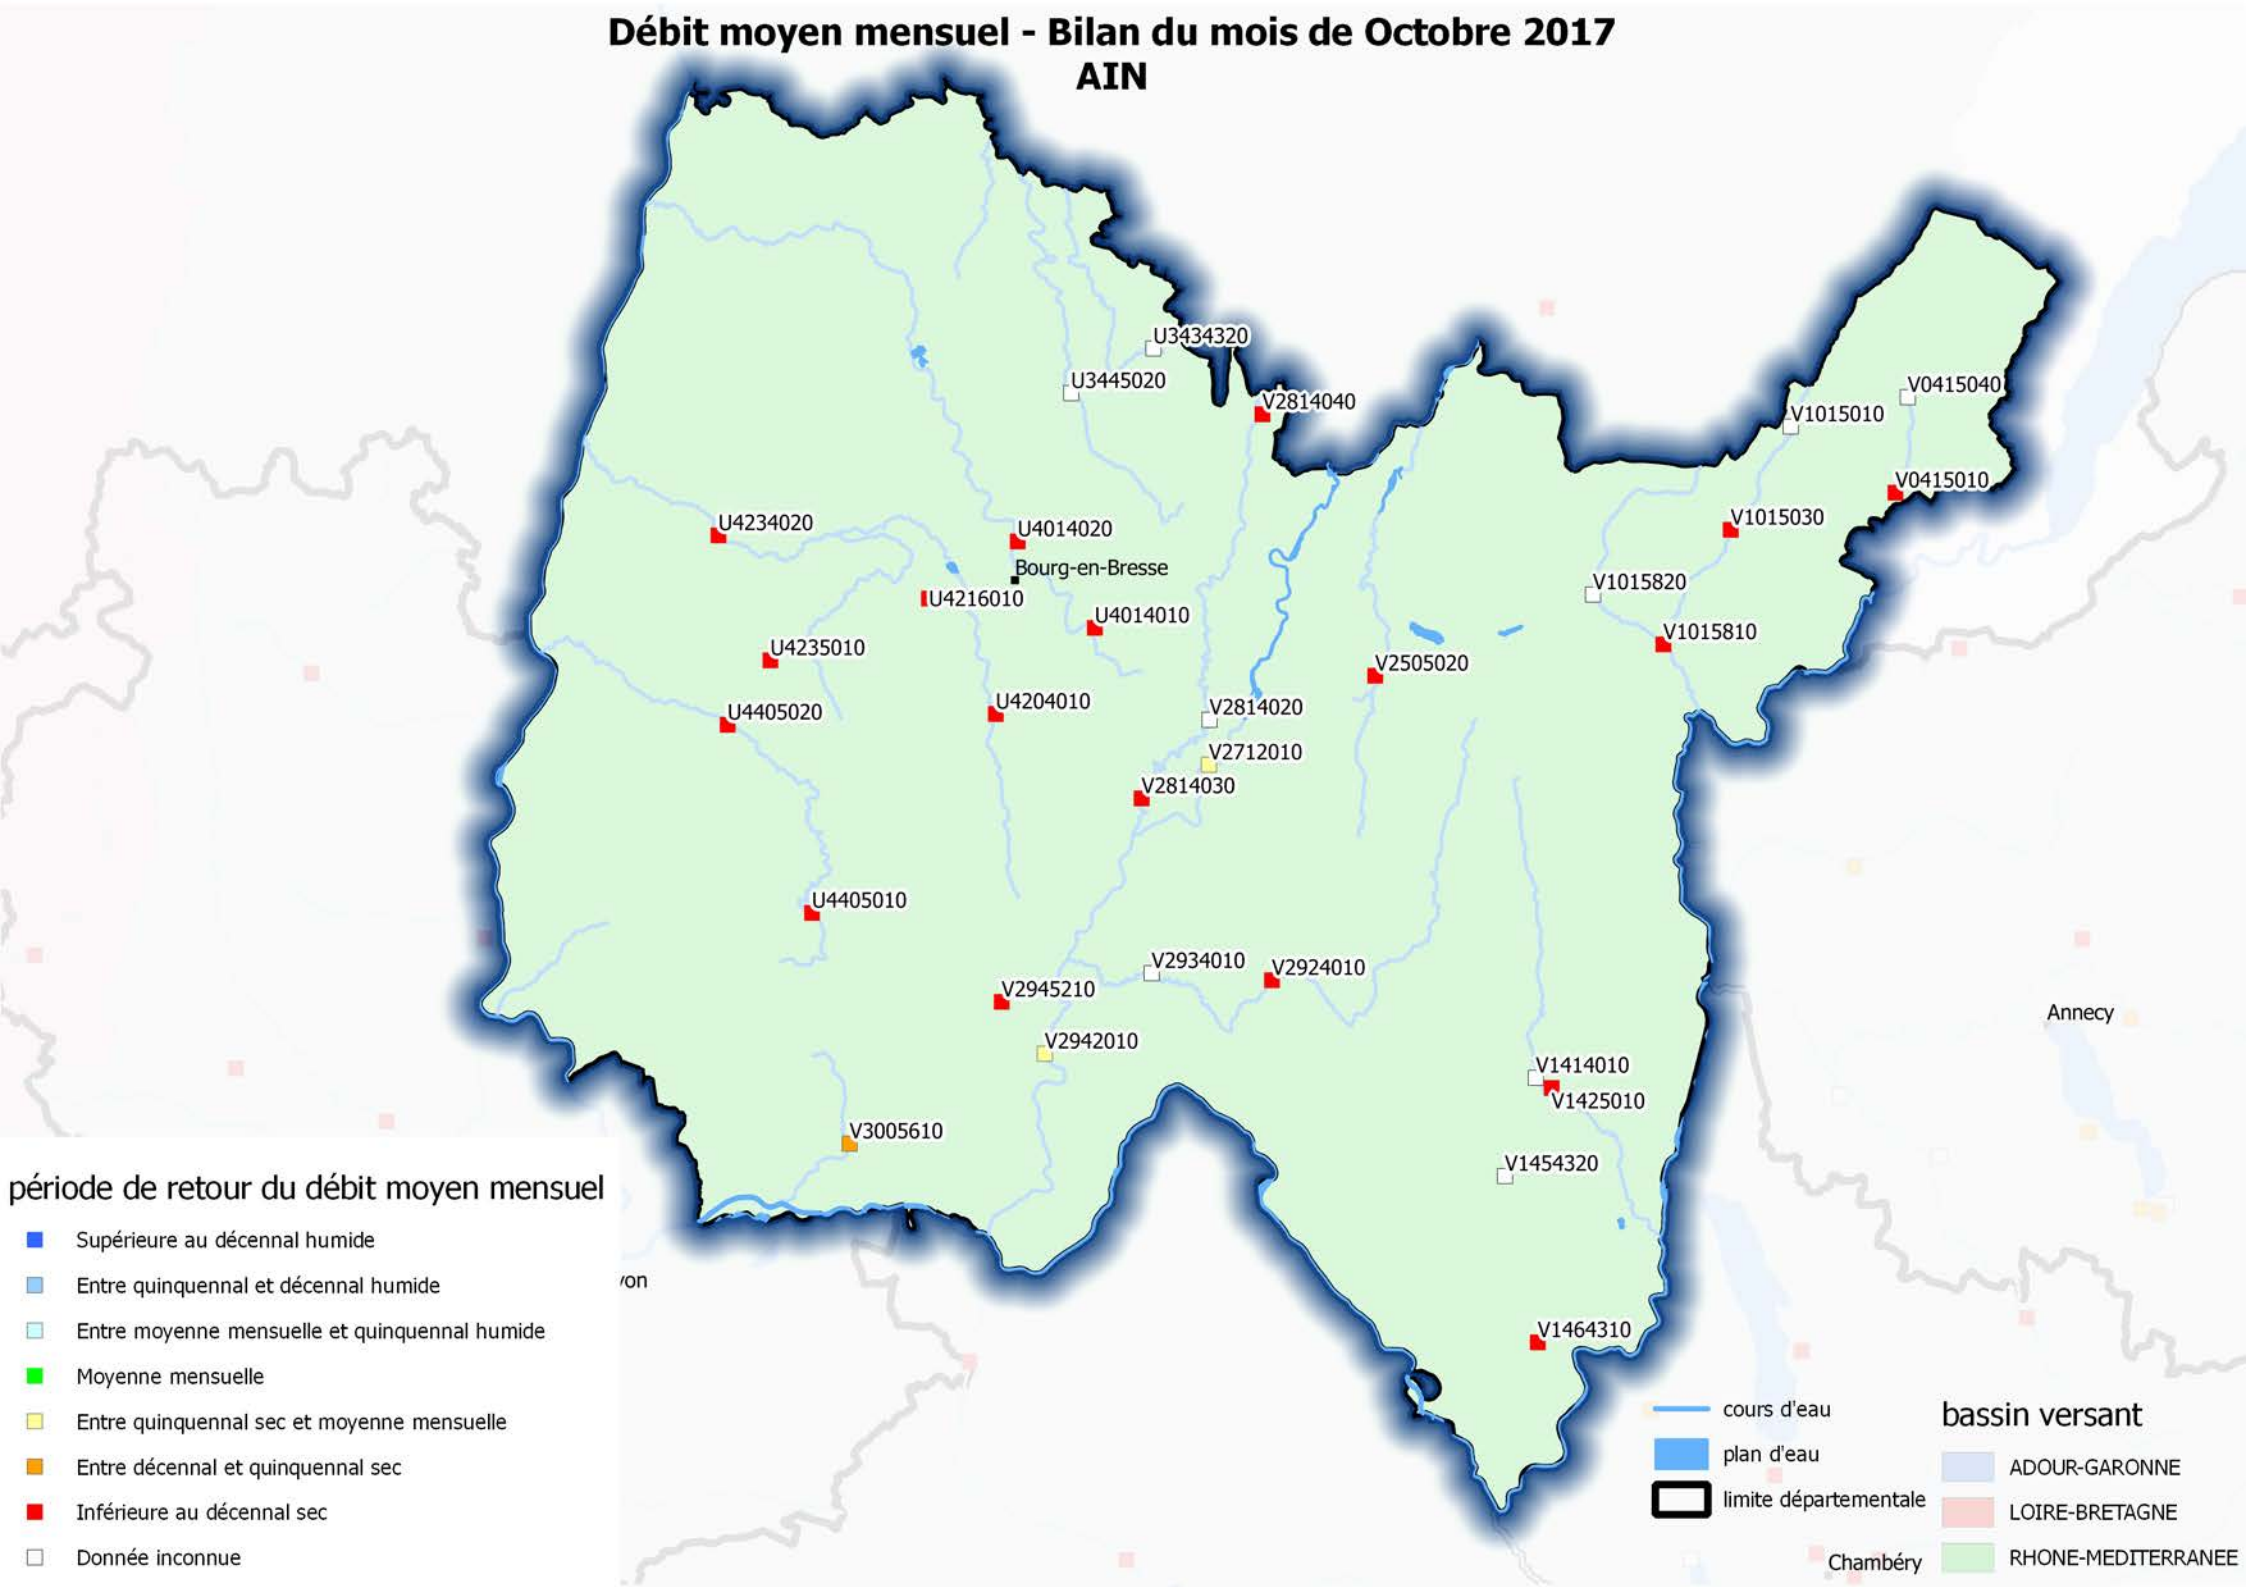 Débit moyen mensuel - Bilan du mois de Octobre 2017
AIN
U3434320
U3445020
V2814040
V0415040
V1015010
V0415010
V1015030
U4234020
U4014020
Bourg-en-Bresse
V1015820
U4216010
U4014010
V1015810
U4235010
V2505020
U4204010
V2814020
U4405020
V2712010
V2814030
U4405010
V2934010
V2924010
V2945210
Annecy
V2942010
V1414010
V1425010
V3005610
V1454320
yon
V1464310
période de retour du débit moyen mensuel
Supérieure au décennal humide
Entre quinquennal et décennal humide
Entre moyenne mensuelle et quinquennal humide
Moyenne mensuelle
Entre quinquennal sec et moyenne mensuelle
Entre décennal et quinquennal sec
Inférieure au décennal sec
Donnée inconnue
cours d'eau
plan d'eau
limite départementale
bassin versant
ADOUR-GARONNE
LOIRE-BRETAGNE
RHONE-MEDITERRANEE
Chambéry